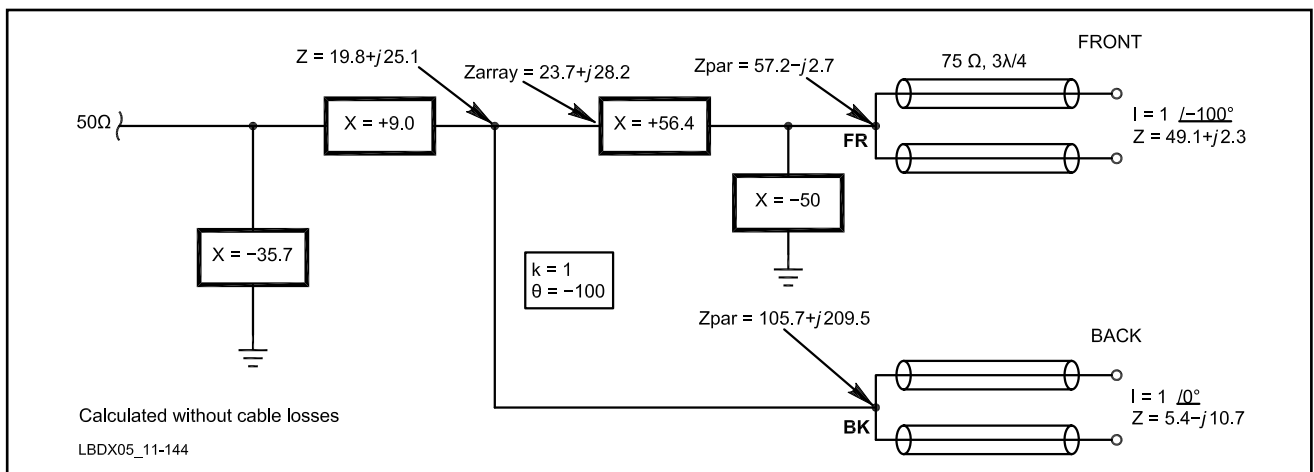 Z = 19.8+j25.1
Zarray = 23.7+j28.2
Zpar = 57.2−j2.7
75 Ω, 3λ/4
FRONT
50Ω
X = +9.0
X = +56.4
FR
I = 1 /−100°
Z = 49.1+j2.3
X = −50
X = −35.7
k = 1
θ = −100
Zpar = 105.7+j209.5
BACK
I = 1 /0°
Z = 5.4−j10.7
BK
Calculated without cable losses
LBDX05_11-144